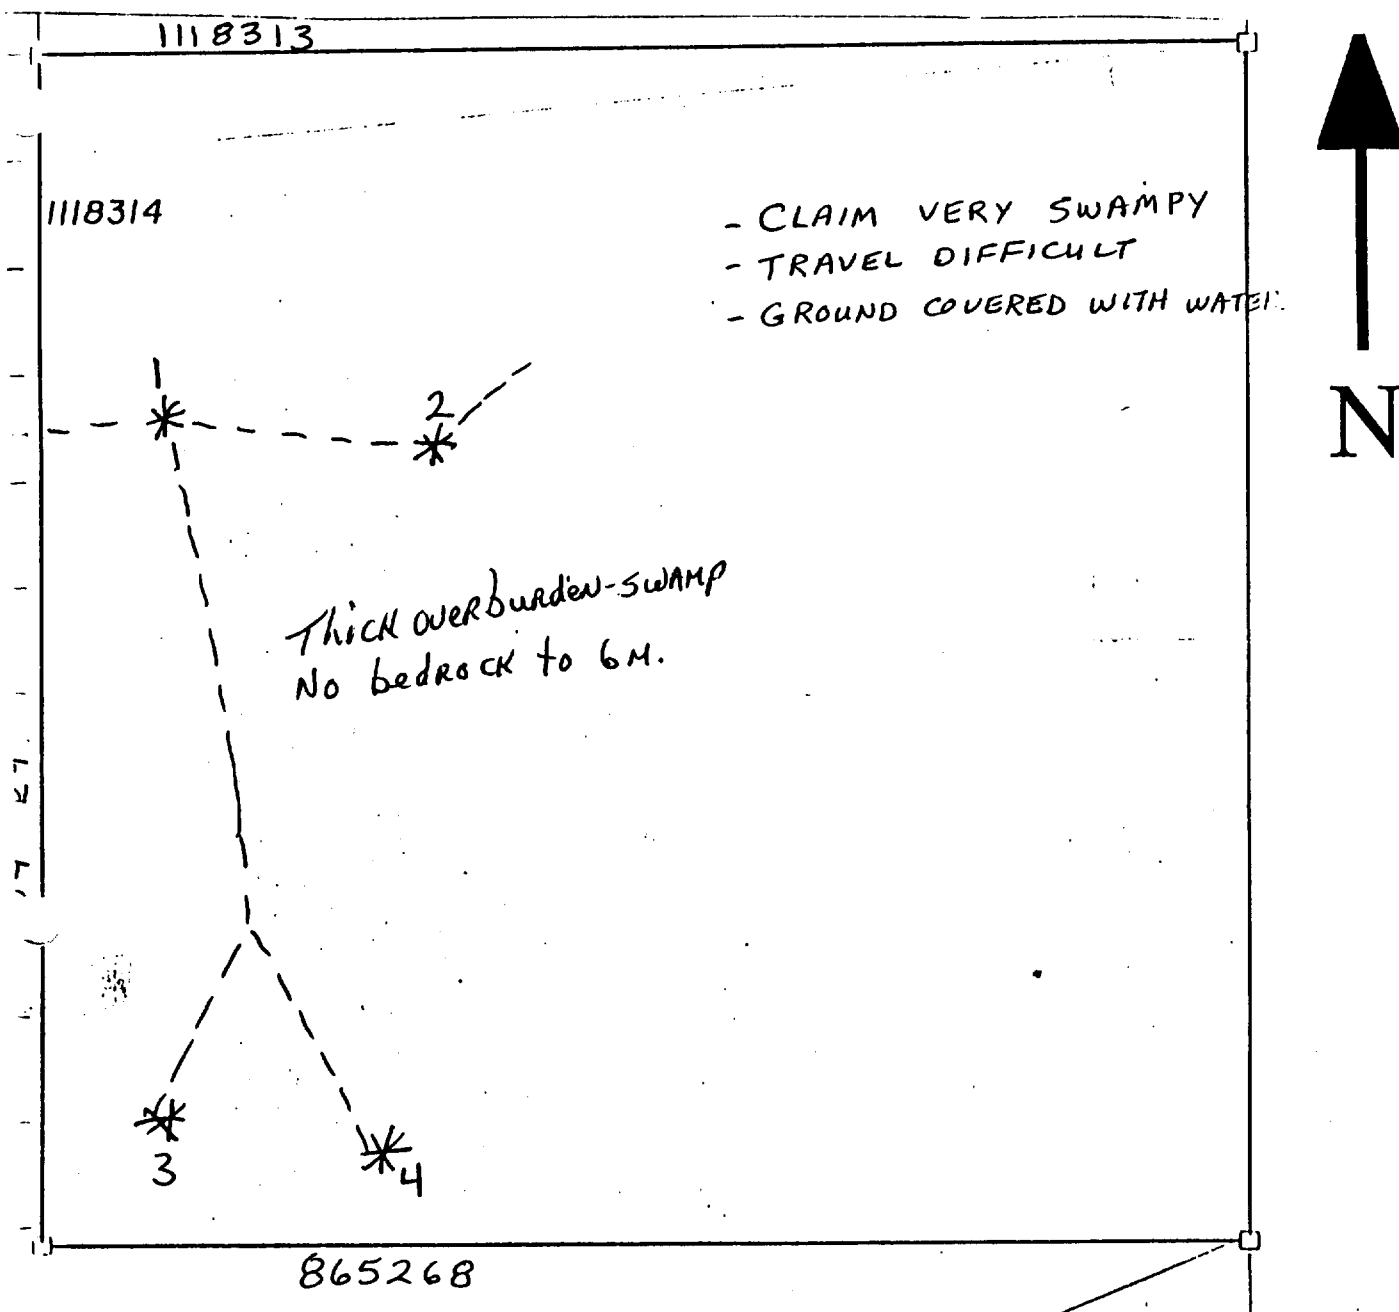 1118313
1118314
- CLAIM VERY SWAMPY
- TRAVEL DIFFICULT
- GROUND COVERED WITH WATER
N
2
Thick overburden-swamp
No bedrock to 6M.
3
4
865268